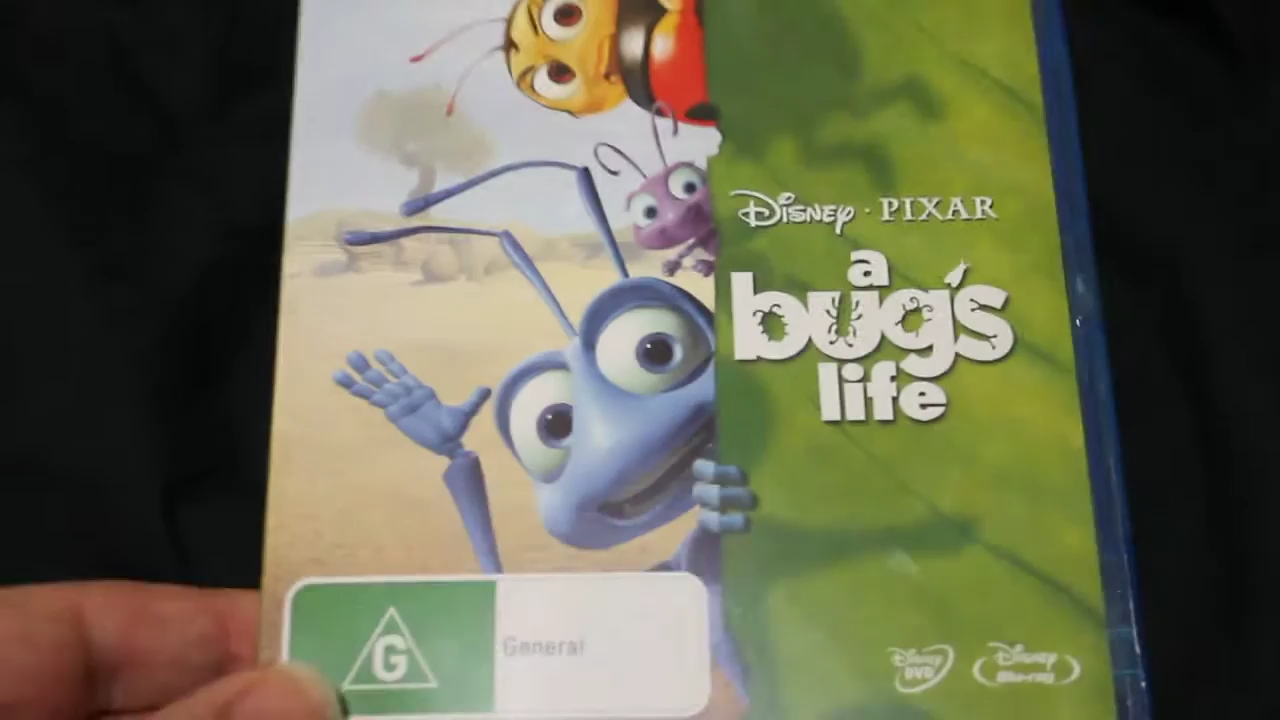 Disney · PIXAR
a
bug's
life
G
General
Disney
DVD
Disney
Blu-ray